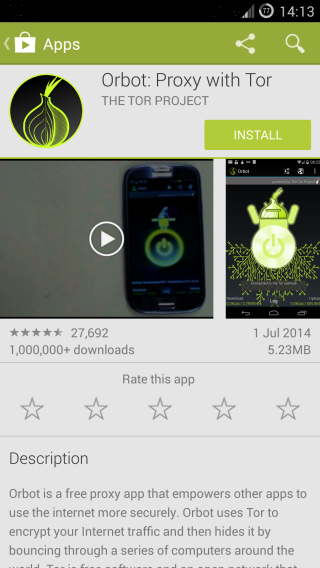 77 14:13
Apps
Orbot: Proxy with Tor
THE TOR PROJECT
INSTALL
Orbot
27,692
1 Jul 2014
1,000,000+ downloads
5.23MB
Rate this app
Description
Orbot is a free proxy app that empowers other apps to
use the internet more securely. Orbot uses Tor to
encrypt your Internet traffic and then hides it by
bouncing through a series of computers around the
world. Tor is free software and an open network that